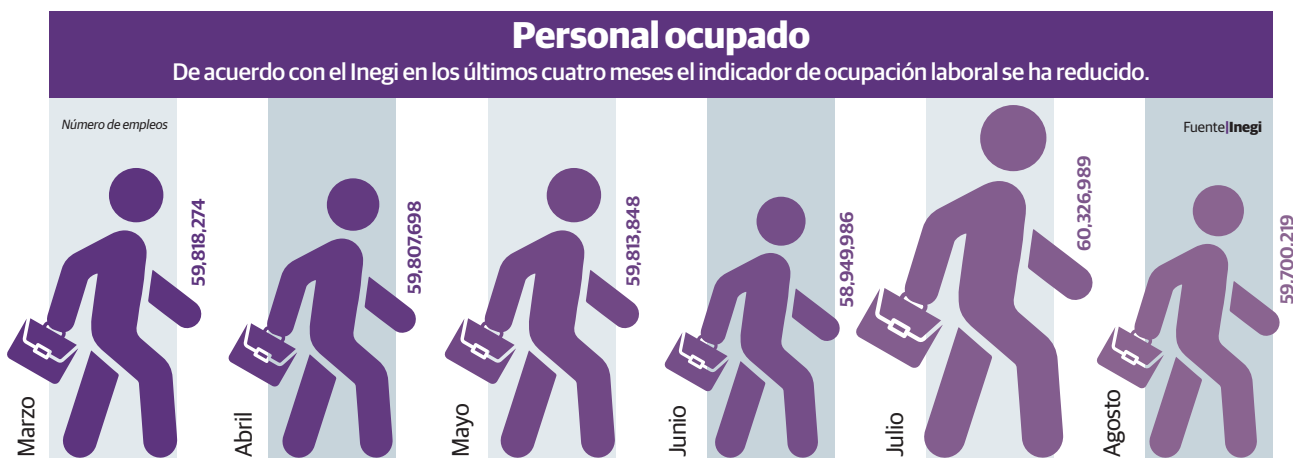 Personal ocupado
De acuerdo con el Inegi en los últimos cuatro meses el indicador de ocupación laboral se ha reducido.
Número de empleos
Fuente|Inegi
Marzo
59,818,274
Abril
59,807,698
Mayo
59,813,848
Junio
58,949,986
Julio
60,326,989
Agosto
59.700.219